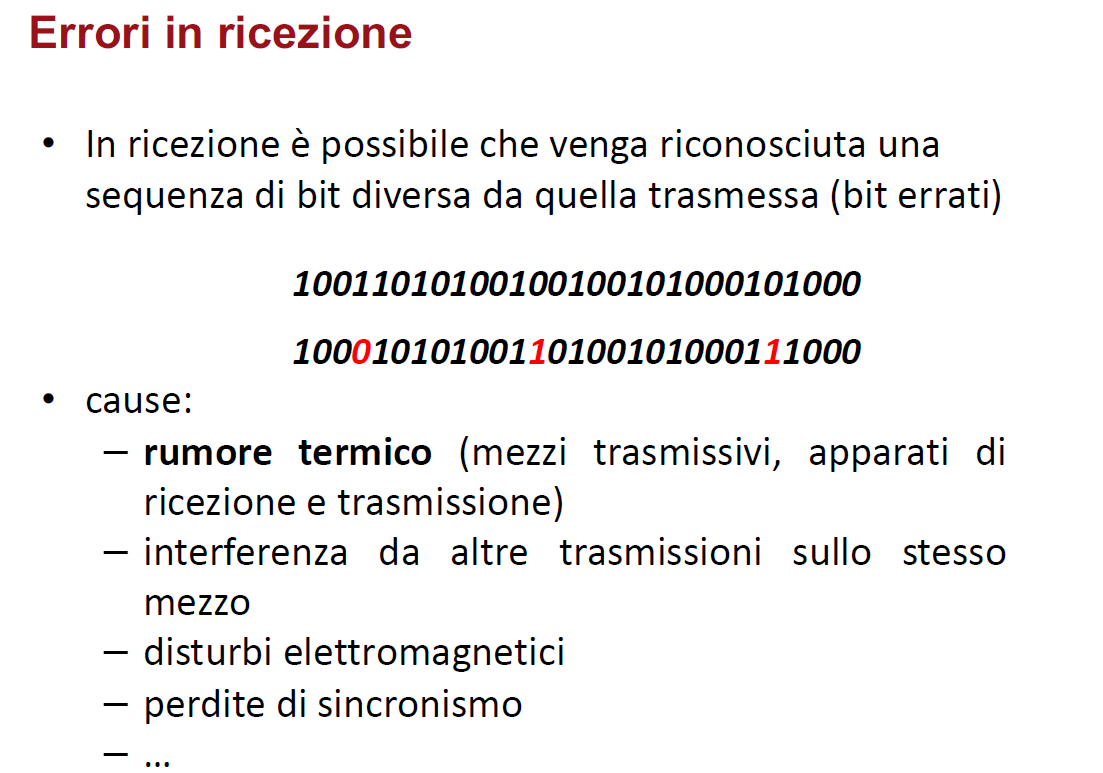 Errori in ricezione
• In ricezione è possibile che venga riconosciuta una
sequenza di bit diversa da quella trasmessa (bit errati)
10011010100100100101000101000
10001010100110100101000111000
• cause:
– rumore termico (mezzi trasmissivi, apparati di
ricezione e trasmissione)
– interferenza da altre trasmissioni sullo stesso
mezzo
– disturbi elettromagnetici
– perdite di sincronismo
– ...